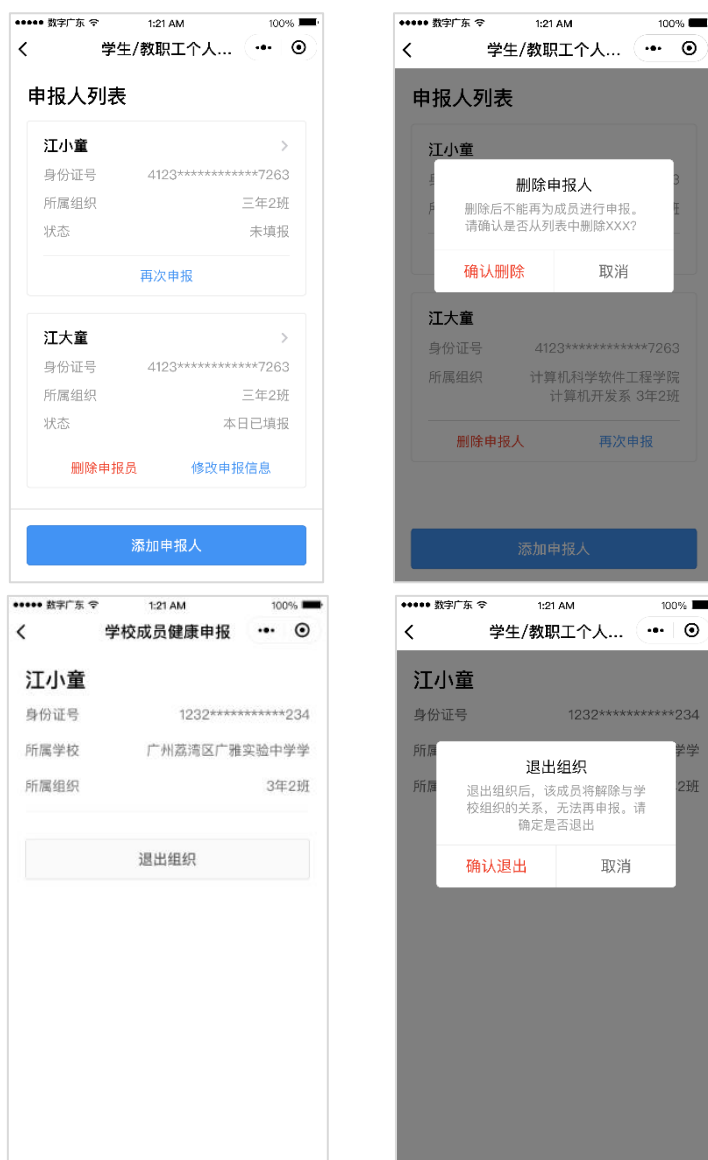 数字广东 1:21 AM 100%
学生/教职工个人...
申报人列表
江小童
身份证号 4123************7263
所属组织 三年2班
状态 未填报
再次申报
江大童
身份证号 4123************7263
所属组织 三年2班
状态 本日已填报
删除申报员 修改申报信息
添加申报人
数字广东 1:21 AM 100%
学生/教职工个人...
申报人列表
江小童
删除申报人
删除后不能再为成员进行申报。
请确认是否从列表中删除XXX?
确认删除 取消
江大童
身份证号 4123************7263
所属组织 计算机科学软件工程学院
计算机开发系 3年2班
删除申报人 再次申报
添加申报人
数字广东 1:21 AM 100%
学校成员健康申报
江小童
身份证号 1232************234
所属学校 广州荔湾区广雅实验中学学
所属组织 3年2班
退出组织
数字广东 1:21 AM 100%
学生/教职工个人...
江小童
身份证号 1232************234
所属 学学
所属 2班
退出组织
退出组织后，该成员将解除与学
校组织的关系，无法再申报。请
确定是否退出
确认退出 取消